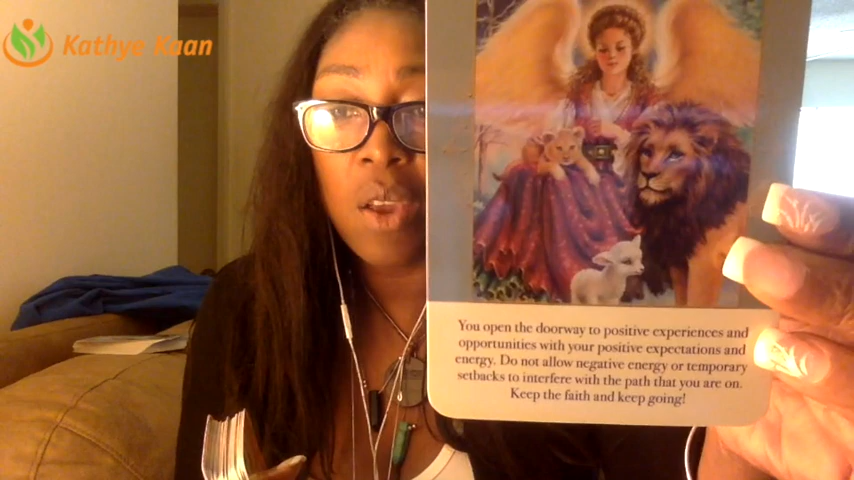 Kathye Kaan
You open the doorway to positive experiences and
opportunities with your positive expectations and
energy. Do not allow negative energy or temporary
setbacks to interfere with the path that you are on.
Keep the faith and keep going!